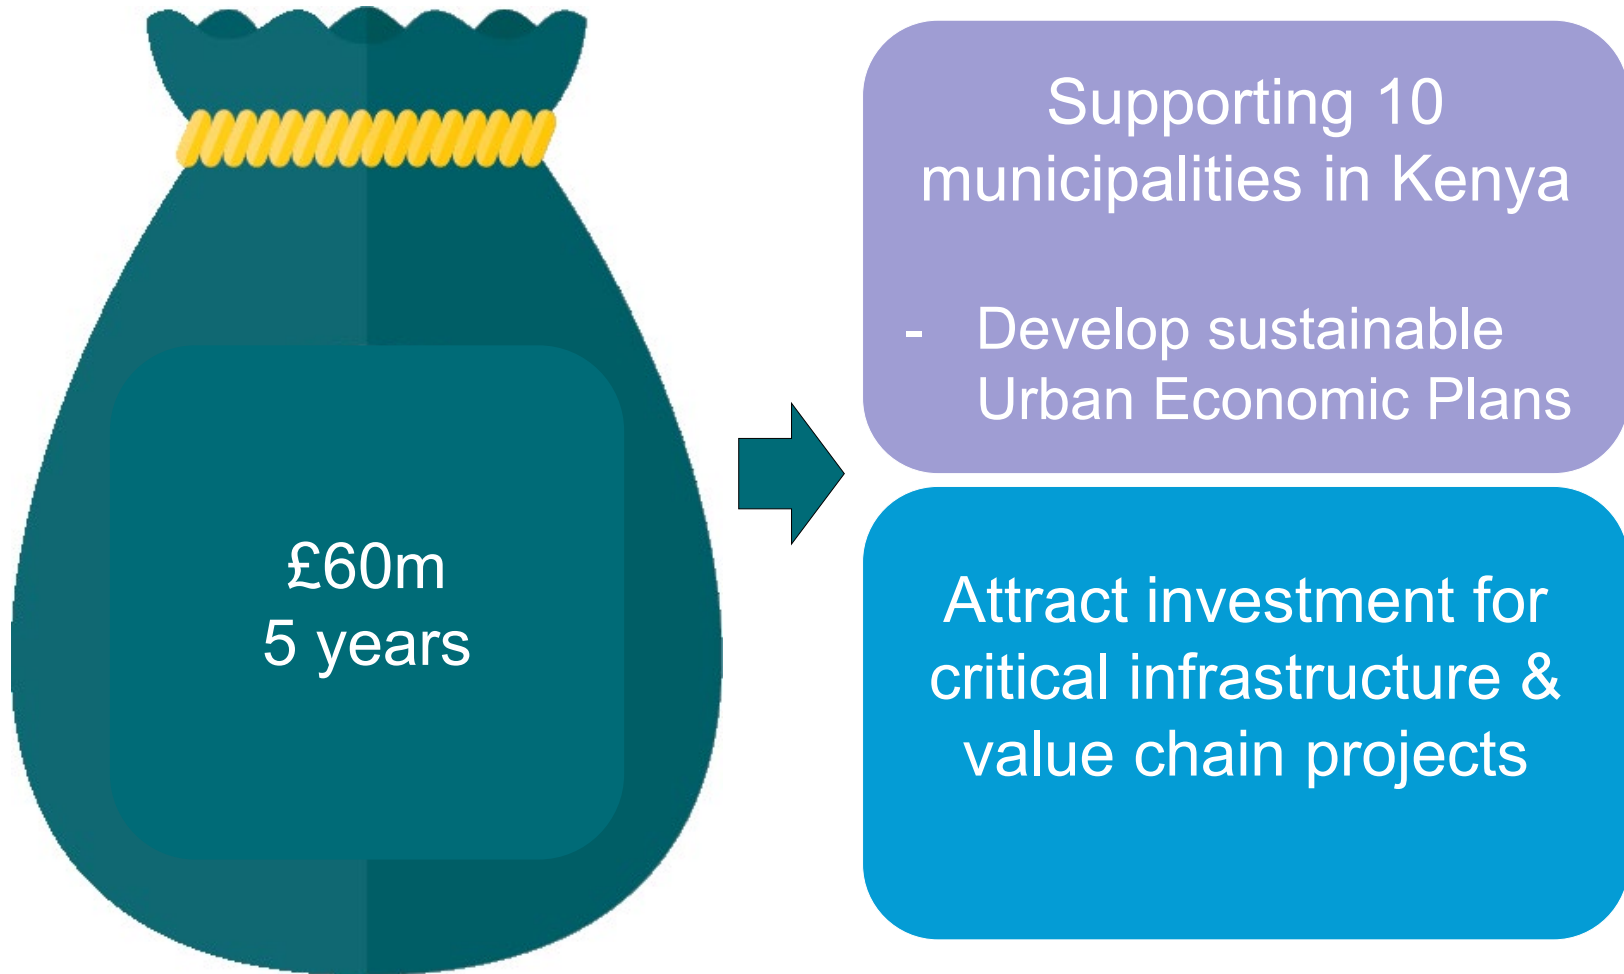 £60m
5 years
Supporting 10
municipalities in Kenya
- Develop sustainable
Urban Economic Plans
Attract investment for
critical infrastructure &
value chain projects